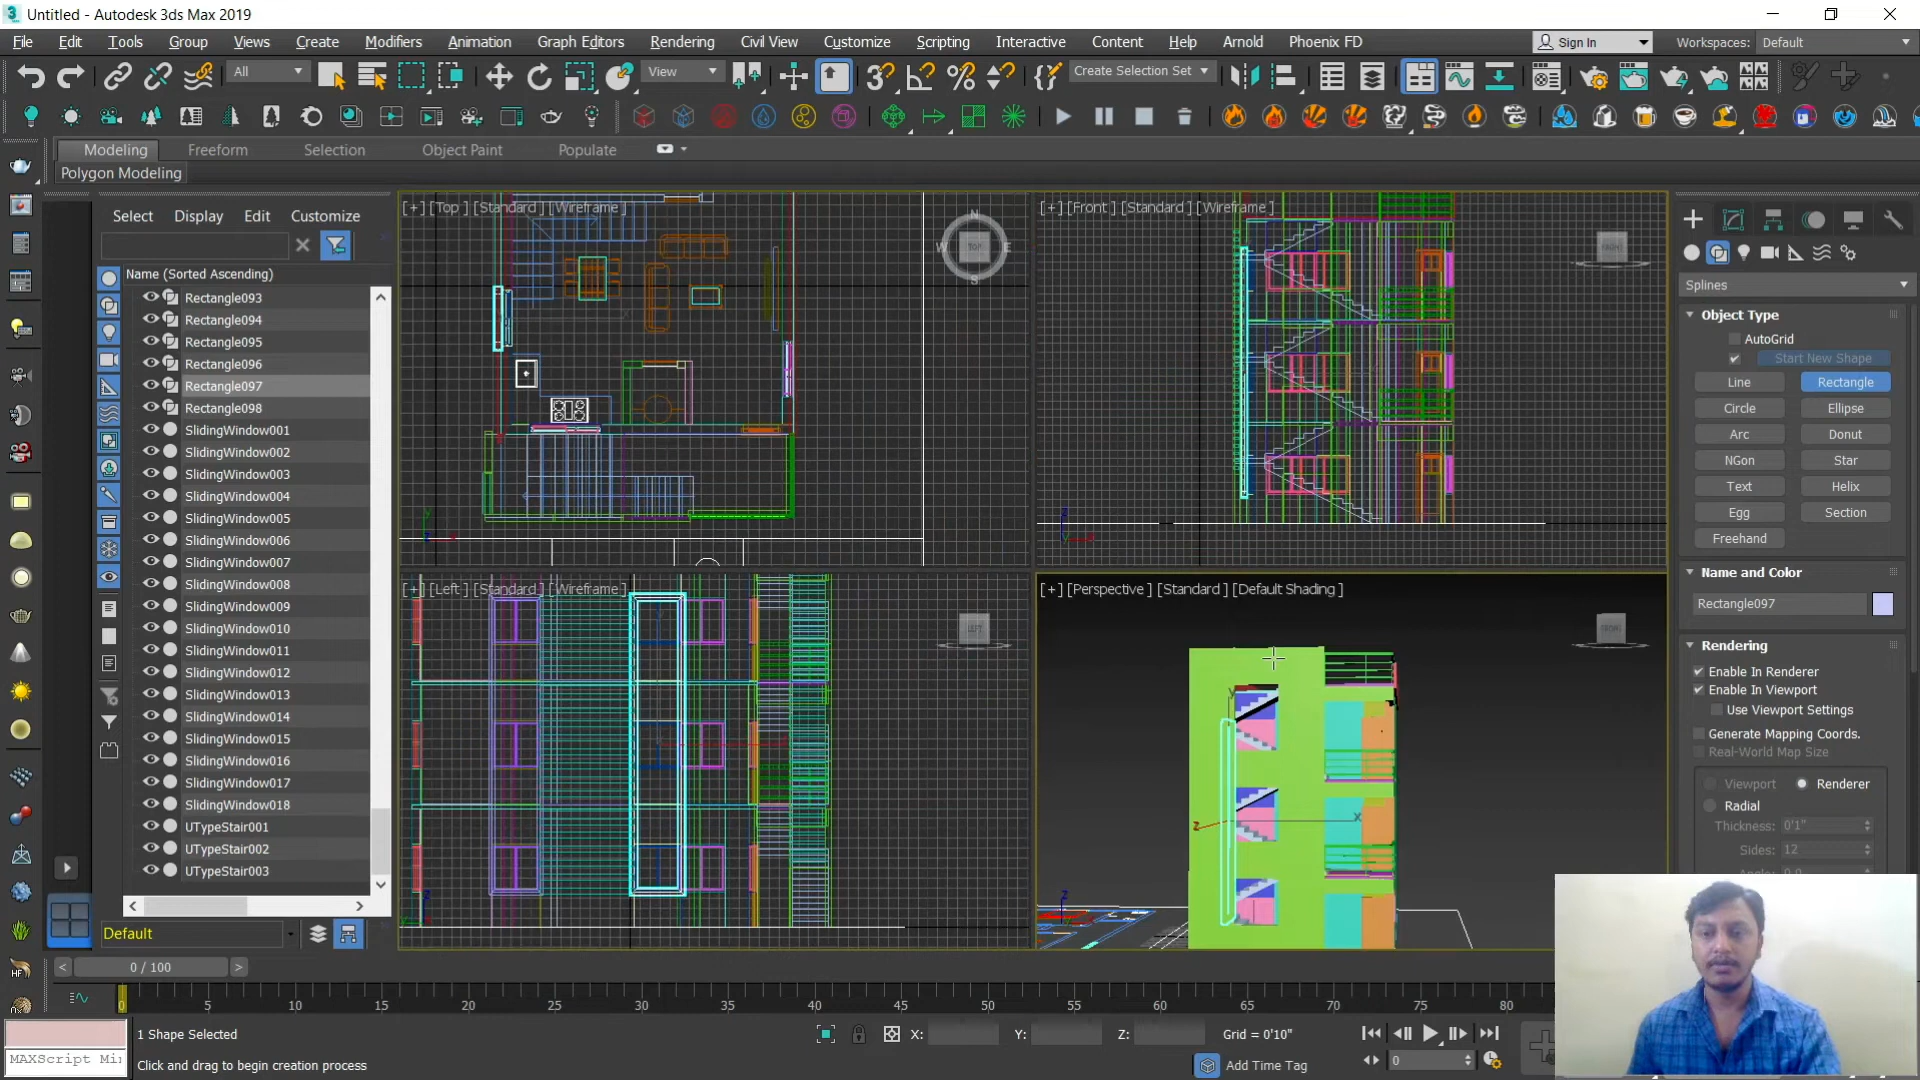 Untitled - Autodesk 3ds Max 2019
File Edit Tools Group Views Create Modifiers Animation Graph Editors Rendering Civil View Customize Scripting Interactive Content Help Arnold Phoenix FD Sign In Workspaces: Default
All View Create Selection Set
Modeling Freeform Selection Object Paint Populate
Polygon Modeling
Select Display Edit Customize
Name (Sorted Ascending)
Rectangle093
Rectangle094
Rectangle095
Rectangle096
Rectangle097
Rectangle098
SlidingWindow001
SlidingWindow002
SlidingWindow003
SlidingWindow004
SlidingWindow005
SlidingWindow006
SlidingWindow007
SlidingWindow008
SlidingWindow009
SlidingWindow010
SlidingWindow011
SlidingWindow012
SlidingWindow013
SlidingWindow014
SlidingWindow015
SlidingWindow016
SlidingWindow017
SlidingWindow018
UTypeStair001
UTypeStair002
UTypeStair003
Default
[+] [Top ] [Standard ] [Wireframe ]
N
W TOP E
S
[+] [Front ] [Standard ] [Wireframe ]
FRONT
[+] [Left ] [Standard ] [Wireframe ]
LEFT
[+] [Perspective ] [Standard ] [Default Shading ]
FRONT
Splines
Object Type
AutoGrid
Start New Shape
Line Rectangle
Circle Ellipse
Arc Donut
NGon Star
Text Helix
Egg Section
Freehand
Name and Color
Rectangle097
Rendering
Enable In Renderer
Enable In Viewport
Use Viewport Settings
Generate Mapping Coords.
Real-World Map Size
Viewport Renderer
Radial
Thickness: 0'1"
Sides: 12
0 / 100
0 5 10 15 20 25 30 35 40 45 50 55 60 65 70 75 80
1 Shape Selected
X: Y: Z: Grid = 0'10"
MAXScript Mi
Click and drag to begin creation process
Add Time Tag
0